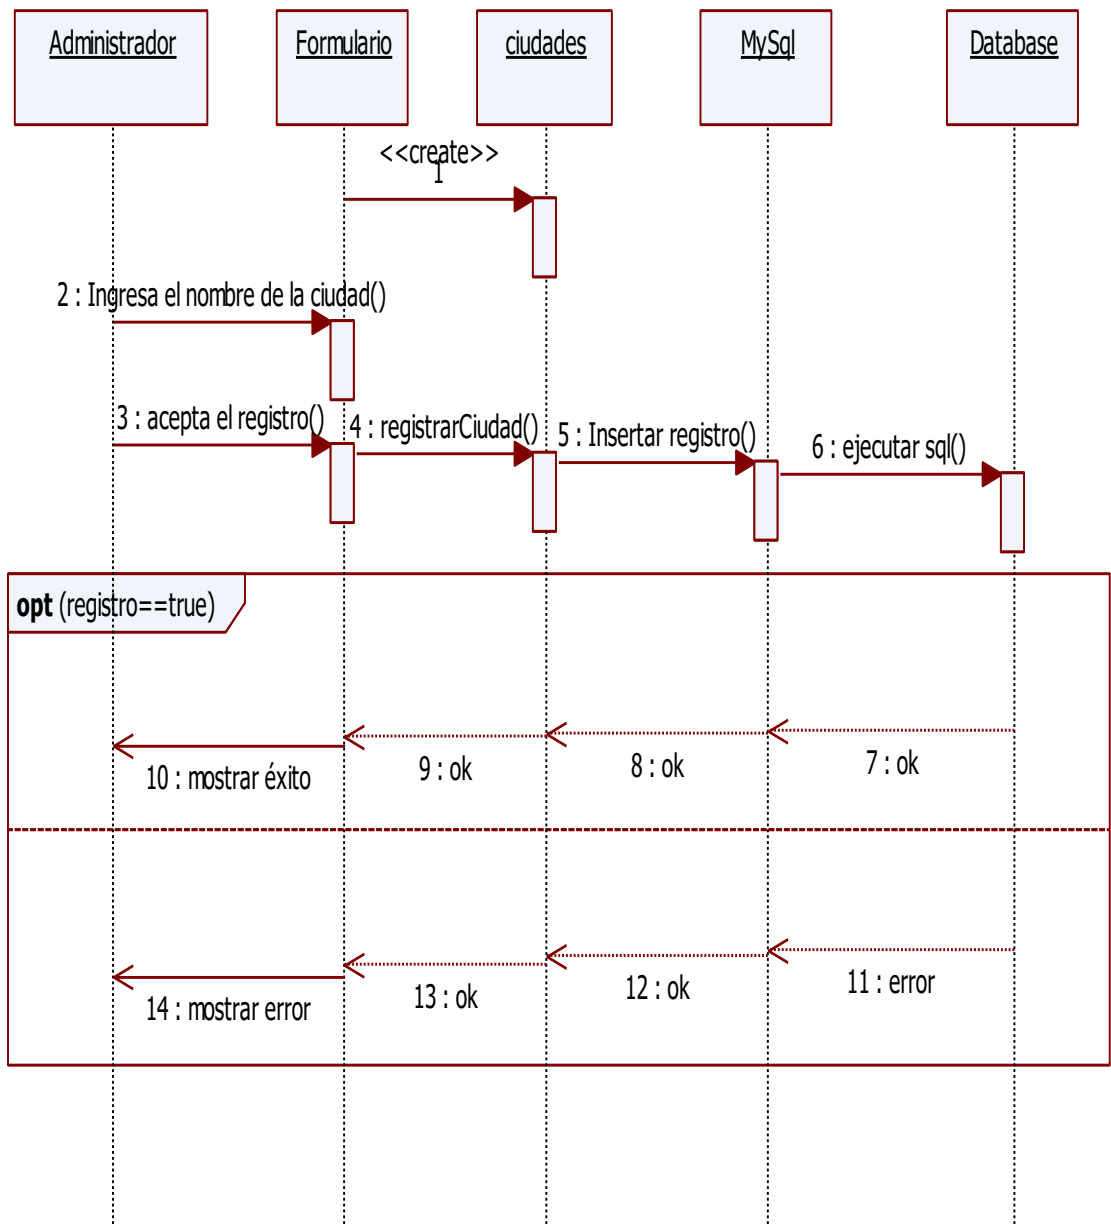 Administrador
Formulario
ciudades
MySql
Database
<<create>>
1
2 : Ingresa el nombre de la ciudad()
3 : acepta el registro()
4 : registrarCiudad()
5 : Insertar registro()
6 : ejecutar sql()
opt (registro==true)
10 : mostrar éxito
9 : ok
8 : ok
7 : ok
14 : mostrar error
13 : ok
12 : ok
11 : error